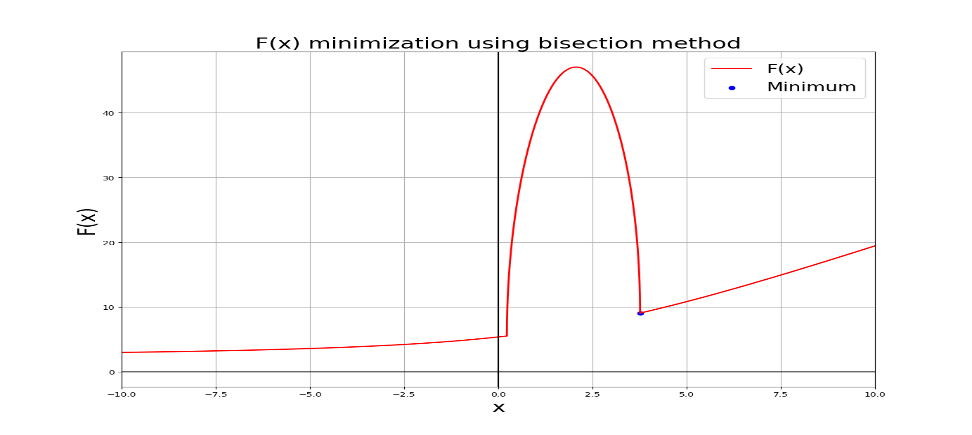 F(x) minimization using bisection method
F(x)
Minimum
F(x)
40
30
20
10
0
−10.0 −7.5 −5.0 −2.5 0.0 2.5 5.0 7.5 10.0
x